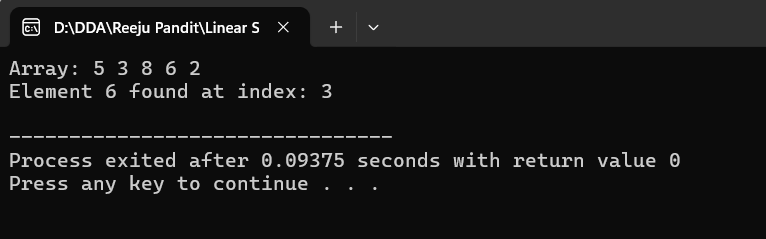 D:\DDA\Reeju Pandit\Linear S
Array: 5 3 8 6 2
Element 6 found at index: 3
--------------------------------
Process exited after 0.09375 seconds with return value 0
Press any key to continue . . .